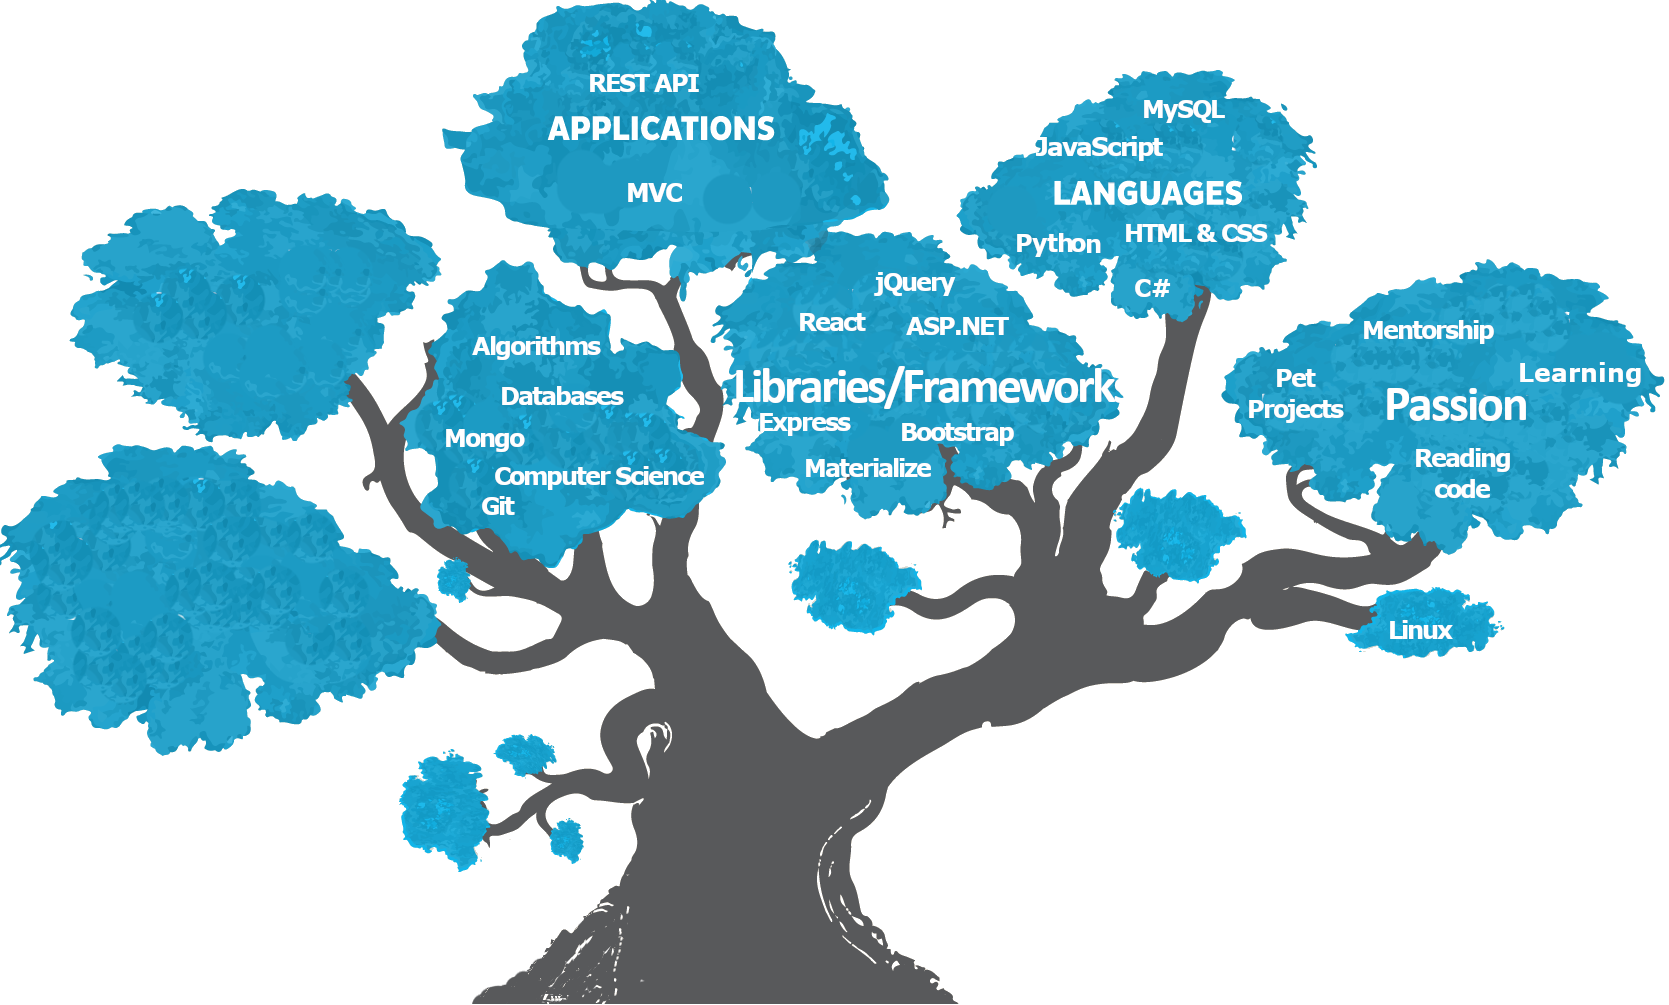 REST API
APPLICATIONS
MVC
MySQL
JavaScript
LANGUAGES
HTML & CSS
Python
C#
Algorithms
Databases
Mongo
Computer Science
Git
jQuery
React
ASP.NET
Libraries/Framework
Express
Bootstrap
Materialize
Mentorship
Learning
Pet
Projects
Passion
Reading
code
Linux